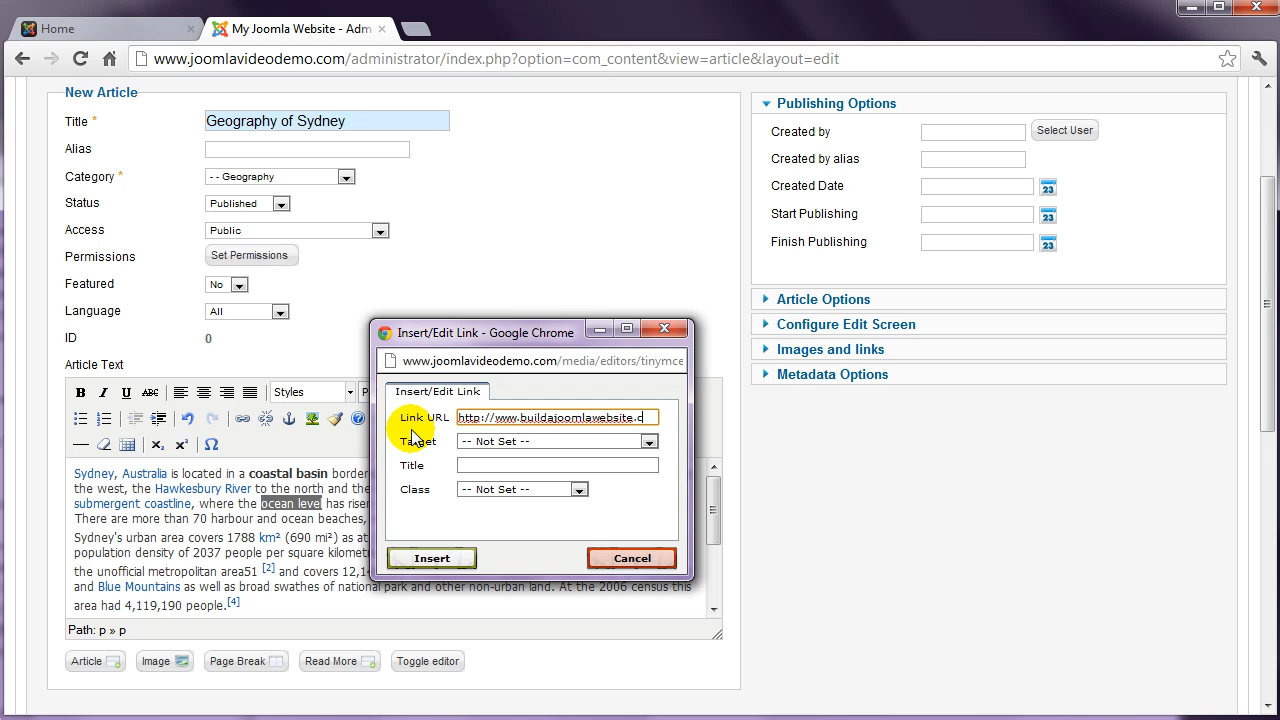 Home
My Joomla Website - Adm
www.joomlavideodemo.com/administrator/index.php?option=com_content&view=article&layout=edit
New Article
Title *
Geography of Sydney
Alias
Category *
- - Geography
Status
Published
Access
Public
Permissions
Set Permissions
Featured
No
Language
All
ID
0
Article Text
B I U ABC
Styles
P
Sydney, Australia is located in a coastal basin border
the west, the Hawkesbury River to the north and the
submergent coastline, where the ocean level has risen
There are more than 70 harbour and ocean beaches,
Sydney's urban area covers 1788 km² (690 mi²) as at
population density of 2037 people per square kilomet
the unofficial metropolitan area51 [2] and covers 12,14
and Blue Mountains as well as broad swathes of national park and other non-urban land. At the 2006 census this
area had 4,119,190 people.[4]
Path: p » p
Article
Image
Page Break
Read More
Toggle editor
Insert/Edit Link - Google Chrome
www.joomlavideodemo.com/media/editors/tinymce
Insert/Edit Link
Link URL
http://www.buildajoomlawebsite.c
Target
-- Not Set --
Title
Class
-- Not Set --
Insert
Cancel
Publishing Options
Created by
Select User
Created by alias
Created Date
23
Start Publishing
23
Finish Publishing
23
Article Options
Configure Edit Screen
Images and links
Metadata Options